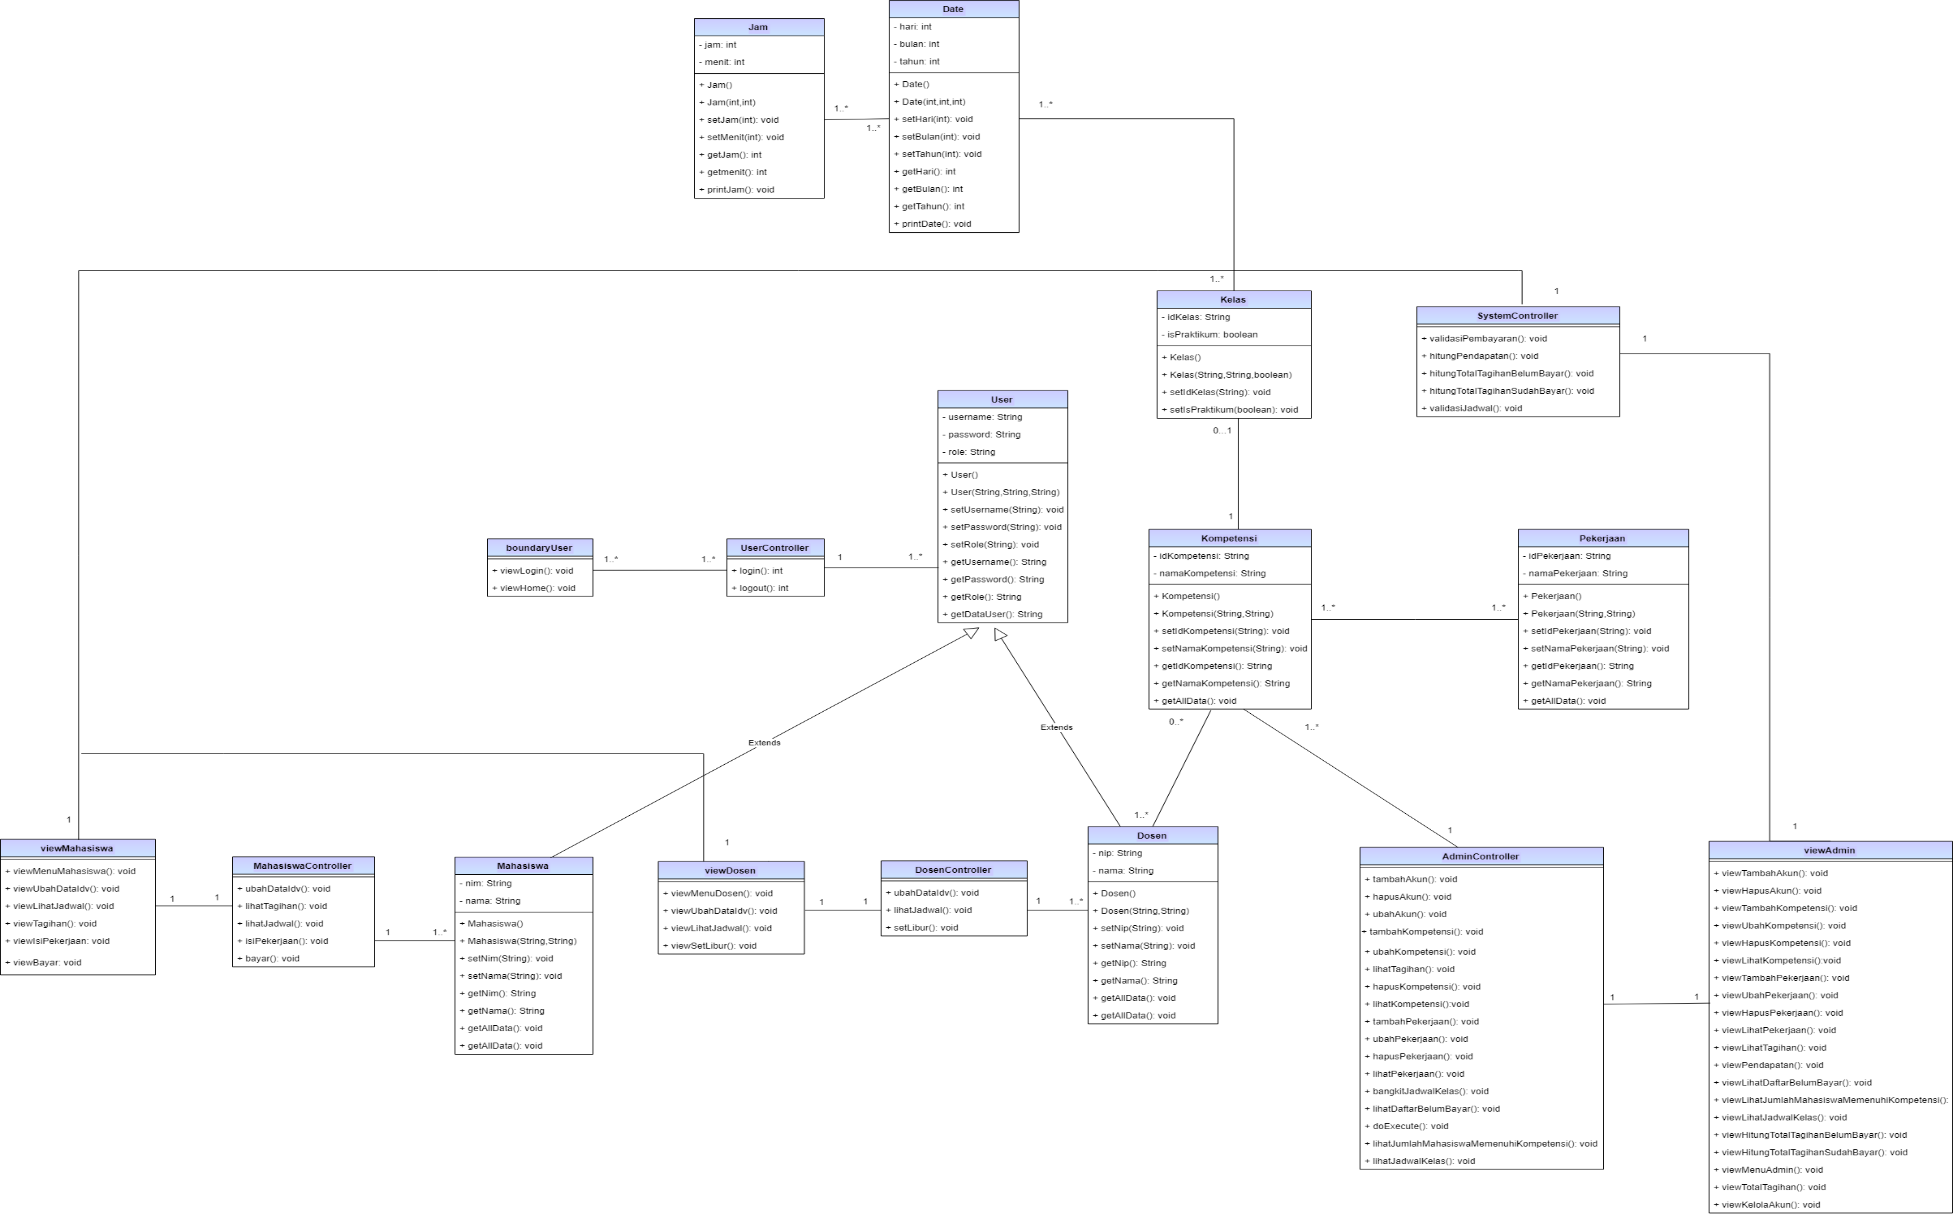 Jam
- jam: int
- menit: int
+ Jam()
+ Jam(int,int)
+ setJam(int): void
+ setMenit(int): void
+ getJam(): int
+ getmenit(): int
+ printJam(): void
1..*
1..*
Date
- hari: int
- bulan: int
- tahun: int
+ Date()
+ Date(int,int,int)
+ setHari(int): void
+ setBulan(int): void
+ setTahun(int): void
+ getHari(): int
+ getBulan(): int
+ getTahun(): int
+ printDate(): void
1..*
1..*
Kelas
- idKelas: String
- isPraktikum: boolean
+ Kelas()
+ Kelas(String,String,boolean)
+ setIdKelas(String): void
+ setIsPraktikum(boolean): void
0...1
1
1
SystemController
+ validasiPembayaran(): void
+ hitungPendapatan(): void
+ hitungTotalTagihanBelumBayar(): void
+ hitungTotalTagihanSudahBayar(): void
+ validasiJadwal(): void
1
User
- username: String
- password: String
- role: String
+ User()
+ User(String,String,String)
+ setUsername(String): void
+ setPassword(String): void
+ setRole(String): void
+ getUsername(): String
+ getPassword(): String
+ getRole(): String
+ getDataUser(): String
boundaryUser
+ viewLogin(): void
+ viewHome(): void
1..*
1..*
UserController
+ login(): int
+ logout(): int
1
1..*
Kompetensi
- idKompetensi: String
- namaKompetensi: String
+ Kompetensi()
+ Kompetensi(String,String)
+ setIdKompetensi(String): void
+ setNamaKompetensi(String): void
+ getIdKompetensi(): String
+ getNamaKompetensi(): String
+ getAllData(): void
1..*
1..*
Pekerjaan
- idPekerjaan: String
- namaPekerjaan: String
+ Pekerjaan()
+ Pekerjaan(String,String)
+ setIdPekerjaan(String): void
+ setNamaPekerjaan(String): void
+ getIdPekerjaan(): String
+ getNamaPekerjaan(): String
+ getAllData(): void
0..*
1..*
Extends
Extends
1
viewMahasiswa
+ viewMenuMahasiswa(): void
+ viewUbahDataIdv(): void
+ viewLihatJadwal(): void
+ viewTagihan(): void
+ viewIsiPekerjaan: void
+ viewBayar: void
1
1
MahasiswaController
+ ubahDataIdv(): void
+ lihatTagihan(): void
+ lihatJadwal(): void
+ isiPekerjaan(): void
+ bayar(): void
1
1..*
Mahasiswa
- nim: String
- nama: String
+ Mahasiswa()
+ Mahasiswa(String,String)
+ setNim(String): void
+ setNama(String): void
+ getNim(): String
+ getNama(): String
+ getAllData(): void
+ getAllData(): void
1
viewDosen
+ viewMenuDosen(): void
+ viewUbahDataIdv(): void
+ viewLihatJadwal(): void
+ viewSetLibur(): void
1
1
DosenController
+ ubahDataIdv(): void
+ lihatJadwal(): void
+ setLibur(): void
1
1..*
1..*
Dosen
- nip: String
- nama: String
+ Dosen()
+ Dosen(String,String)
+ setNip(String): void
+ setNama(String): void
+ getNip(): String
+ getNama(): String
+ getAllData(): void
+ getAllData(): void
1
AdminController
+ tambahAkun(): void
+ hapusAkun(): void
+ ubahAkun(): void
+ tambahKompetensi(): void
+ ubahKompetensi(): void
+ lihatTagihan(): void
+ hapusKompetensi(): void
+ lihatKompetensi():void
+ tambahPekerjaan(): void
+ ubahPekerjaan(): void
+ hapusPekerjaan(): void
+ lihatPekerjaan(): void
+ bangkitJadwalKelas(): void
+ lihatDaftarBelumBayar(): void
+ doExecute(): void
+ lihatJumlahMahasiswaMemenuhiKompetensi(): void
+ lihatJadwalKelas(): void
1
1
1
viewAdmin
+ viewTambahAkun(): void
+ viewHapusAkun(): void
+ viewTambahKompetensi(): void
+ viewUbahKompetensi(): void
+ viewHapusKompetensi(): void
+ viewLihatKompetensi():void
+ viewTambahPekerjaan(): void
+ viewUbahPekerjaan(): void
+ viewHapusPekerjaan(): void
+ viewLihatPekerjaan(): void
+ viewLihatTagihan(): void
+ viewPendapatan(): void
+ viewLihatDaftarBelumBayar(): void
+ viewLihatJumlahMahasiswaMemenuhiKompetensi():
+ viewLihatJadwalKelas(): void
+ viewHitungTotalTagihanBelumBayar(): void
+ viewHitungTotalTagihanSudahBayar(): void
+ viewMenuAdmin(): void
+ viewTotalTagihan(): void
+ viewKelolaAkun(): void